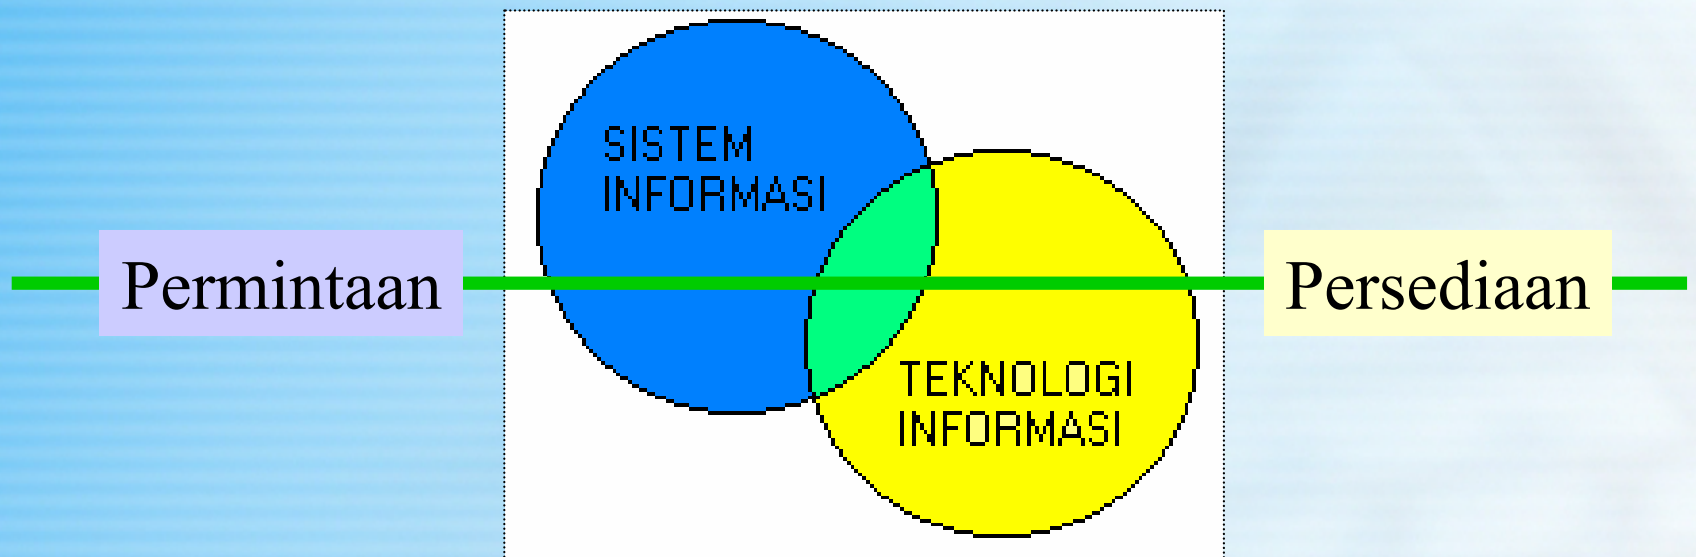 SISTEM
INFORMASI
Permintaan
Persediaan
TEKNOLOGI
INFORMASI